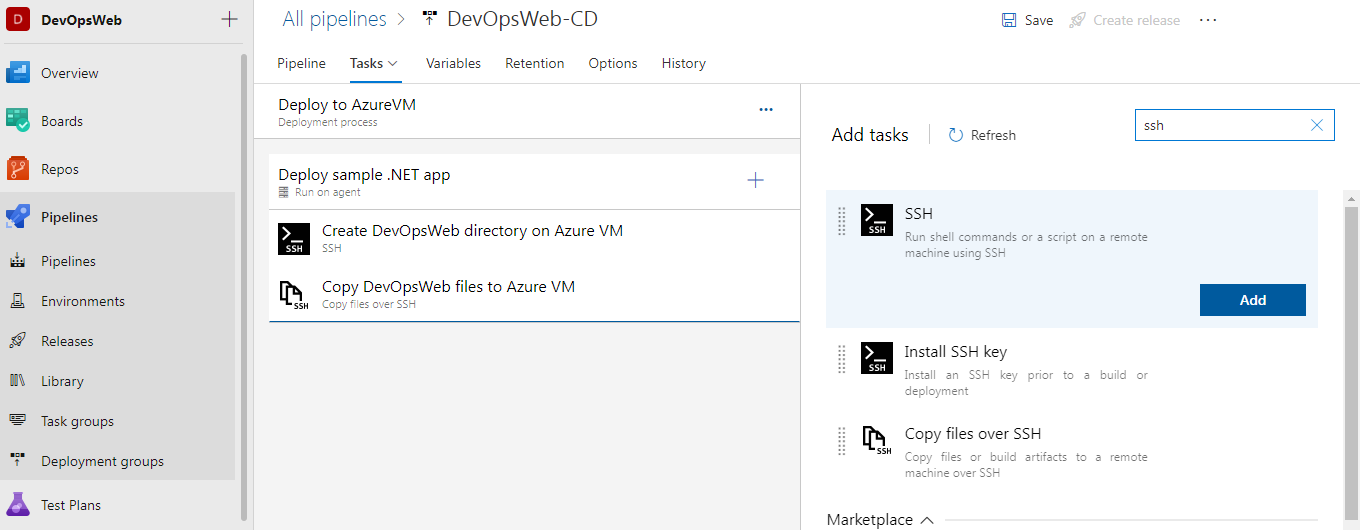 D DevOpsWeb
Overview
Boards
Repos
Pipelines
Pipelines
Environments
Releases
Library
Task groups
Deployment groups
Test Plans
All pipelines > DevOpsWeb-CD
Save Create release ...
Pipeline Tasks Variables Retention Options History
Deploy to AzureVM
Deployment process
...
Deploy sample .NET app
Run on agent
SSH
Create DevOpsWeb directory on Azure VM
SSH
SSH
Copy DevOpsWeb files to Azure VM
Copy files over SSH
Add tasks Refresh ssh
SSH
SSH
Run shell commands or a script on a remote
machine using SSH
Add
SSH
Install SSH key
Install an SSH key prior to a build or
deployment
SSH
Copy files over SSH
Copy files or build artifacts to a remote
machine over SSH
Marketplace